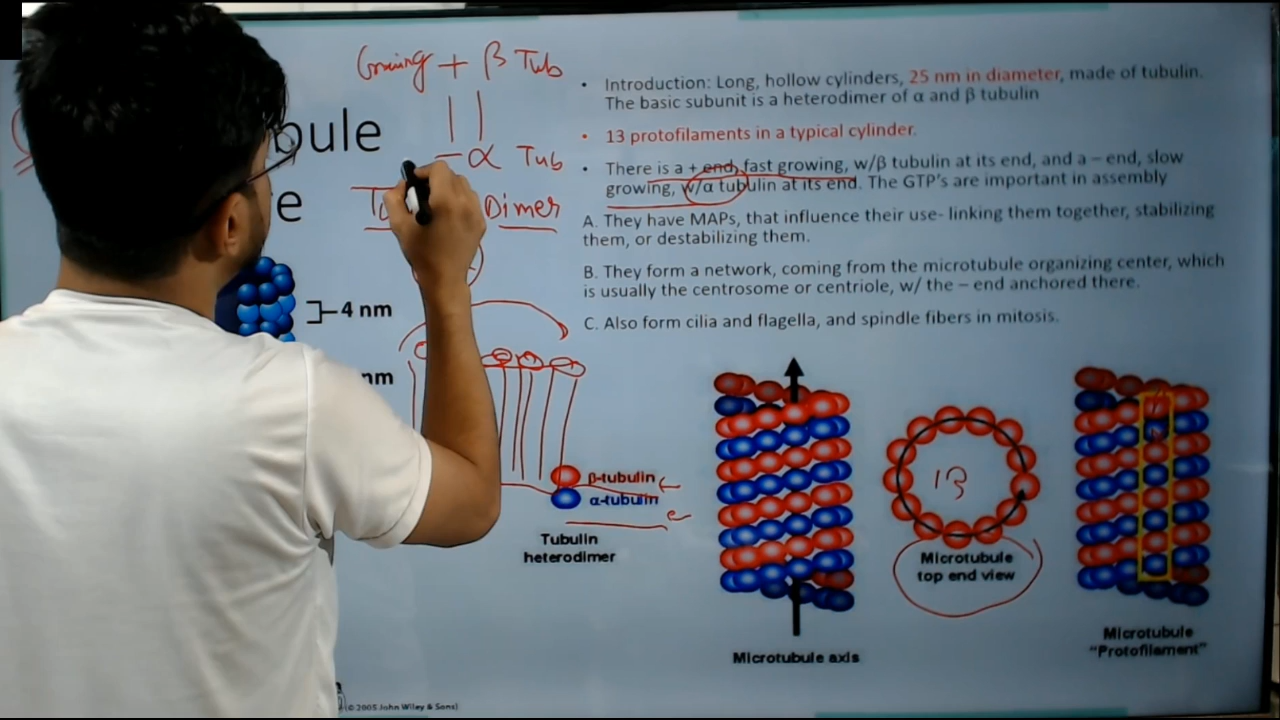 Growing + β Tub
bule
e
- α Tub
Dimer
4 nm
nm
• Introduction: Long, hollow cylinders, 25 nm in diameter, made of tubulin.
The basic subunit is a heterodimer of α and β tubulin
• 13 protofilaments in a typical cylinder.
• There is a + end, fast growing, w/β tubulin at its end, and a – end, slow
growing, w/α tubulin at its end. The GTP's are important in assembly
A. They have MAPs, that influence their use- linking them together, stabilizing
them, or destabilizing them.
B. They form a network, coming from the microtubule organizing center, which
is usually the centrosome or centriole, w/ the – end anchored there.
C. Also form cilia and flagella, and spindle fibers in mitosis.
β-tubulin
α-tubulin
Tubulin
heterodimer
13
Microtubule
top end view
Microtubule axis
Microtubule
"Protofilament"
© 2005 John Wiley & Sons)